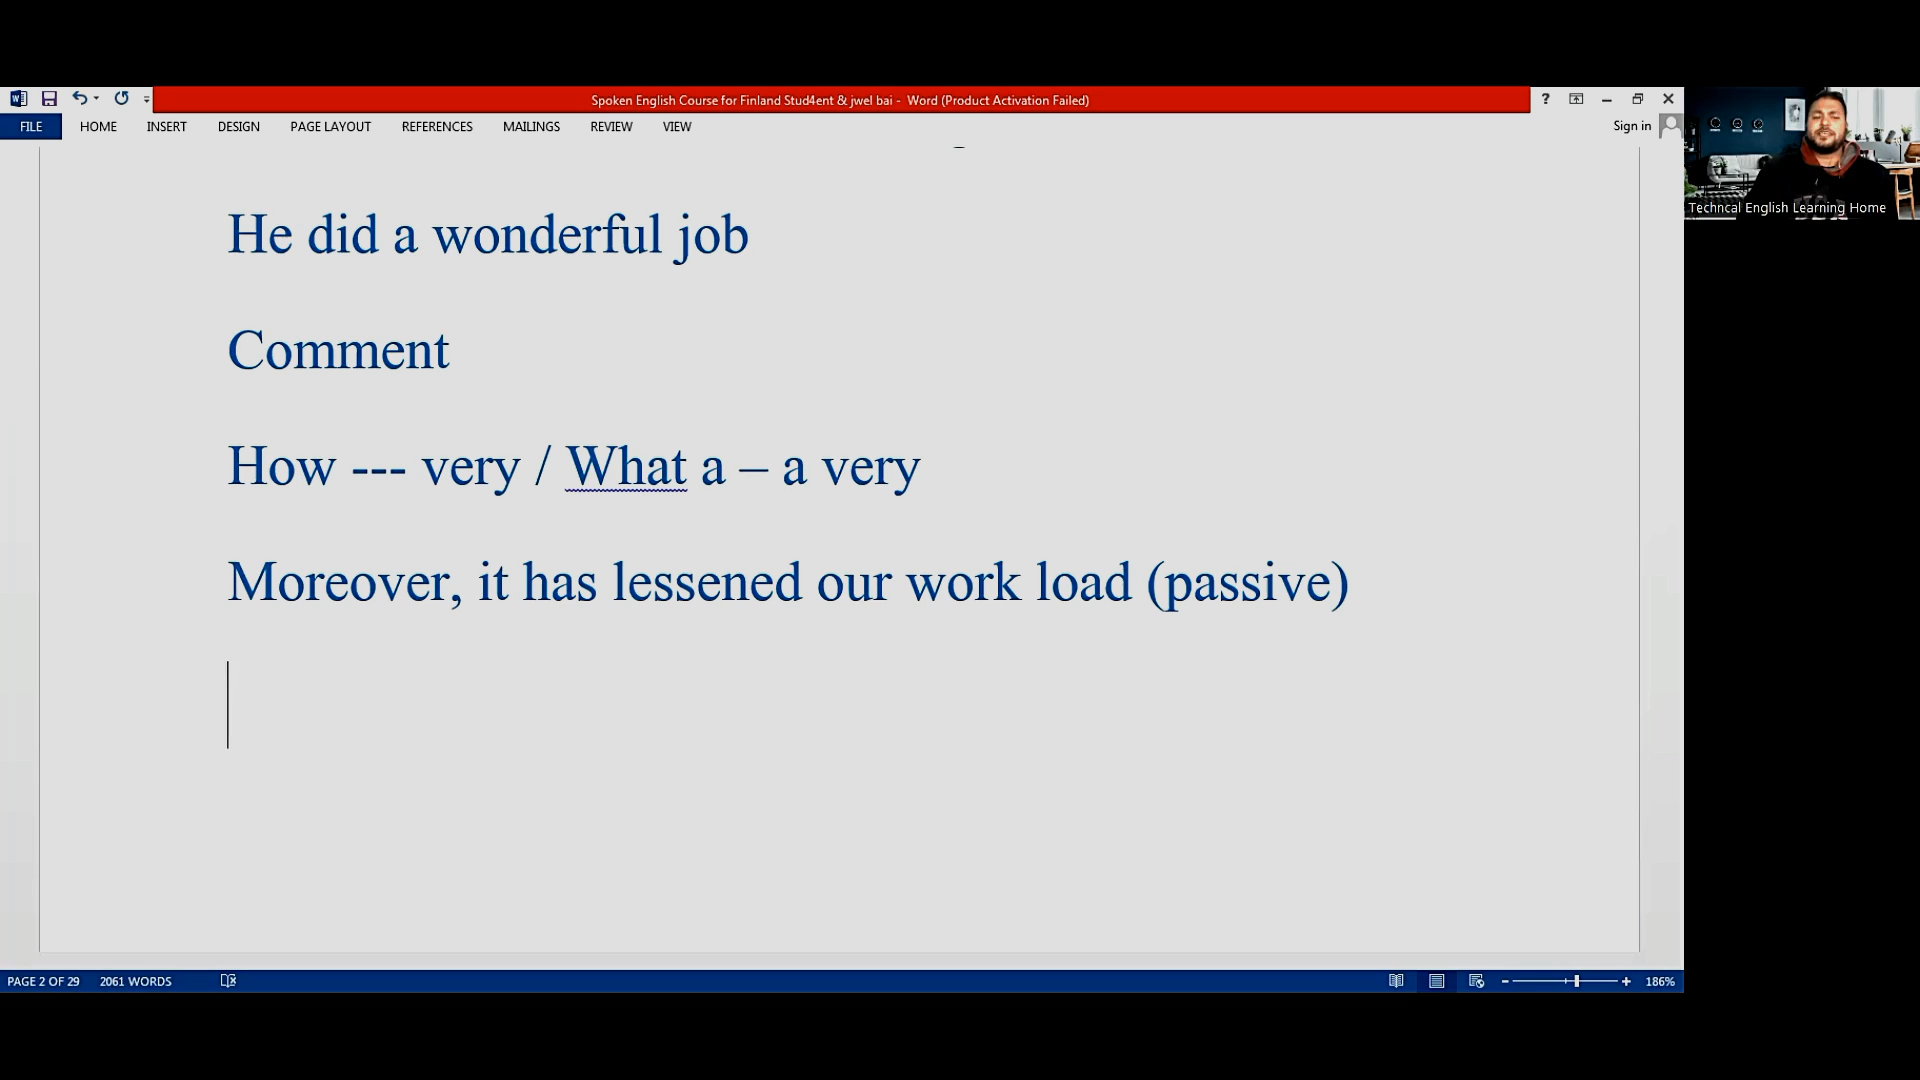 Spoken English Course for Finland Stud4ent & jwel bai - Word (Product Activation Failed)
?
FILE HOME INSERT DESIGN PAGE LAYOUT REFERENCES MAILINGS REVIEW VIEW Sign in
He did a wonderful job
Comment
How --- very / What a – a very
Moreover, it has lessened our work load (passive)
Techncal English Learning Home
PAGE 2 OF 29 2061 WORDS 186%